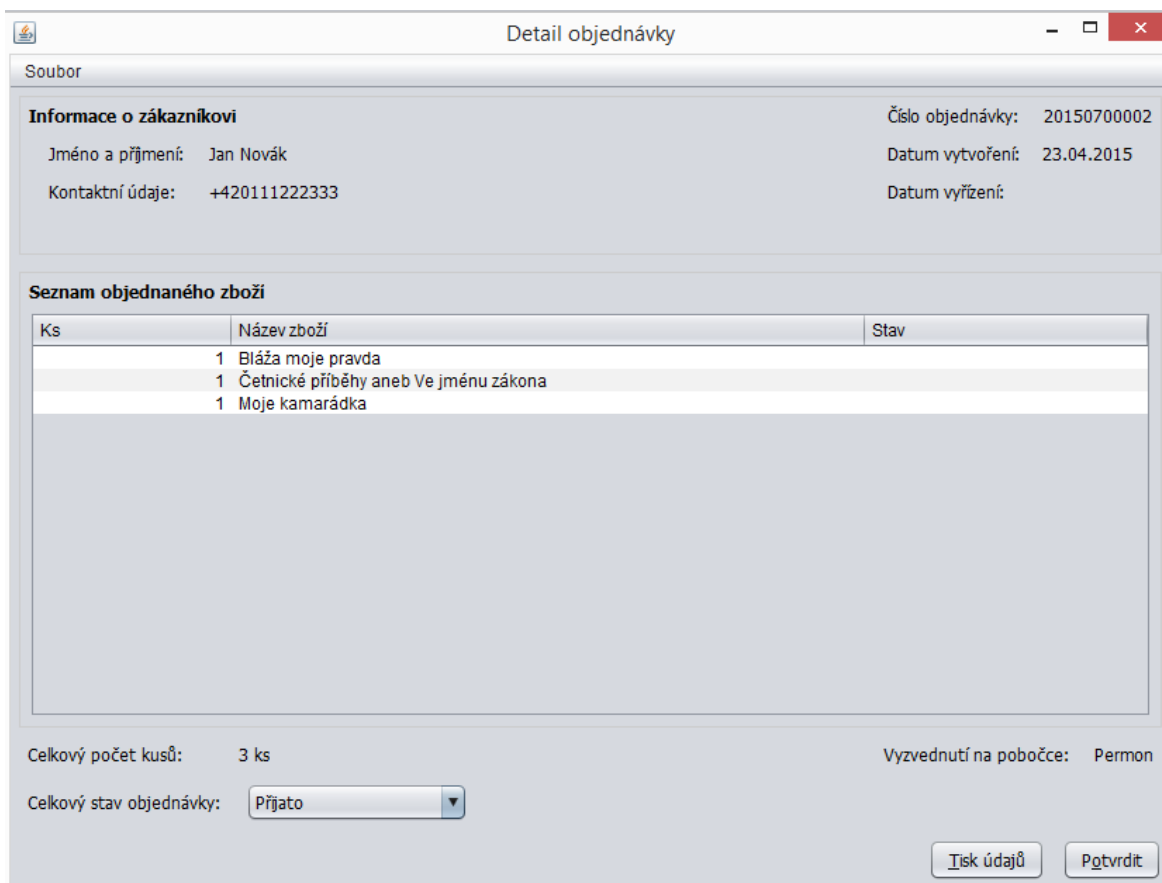 Detail objednávky
Soubor
Informace o zákazníkovi
Číslo objednávky: 20150700002
Jméno a příjmení: Jan Novák
Datum vytvoření: 23.04.2015
Kontaktní údaje: +420111222333
Datum vyřízení:
Seznam objednaného zboží
Ks Název zboží Stav
1 Bláža moje pravda
1 Četnické příběhy aneb Ve jménu zákona
1 Moje kamarádka
Celkový počet kusů: 3 ks
Vyzvednutí na pobočce: Permon
Celkový stav objednávky: Přijato
Tisk údajů Potvrdit